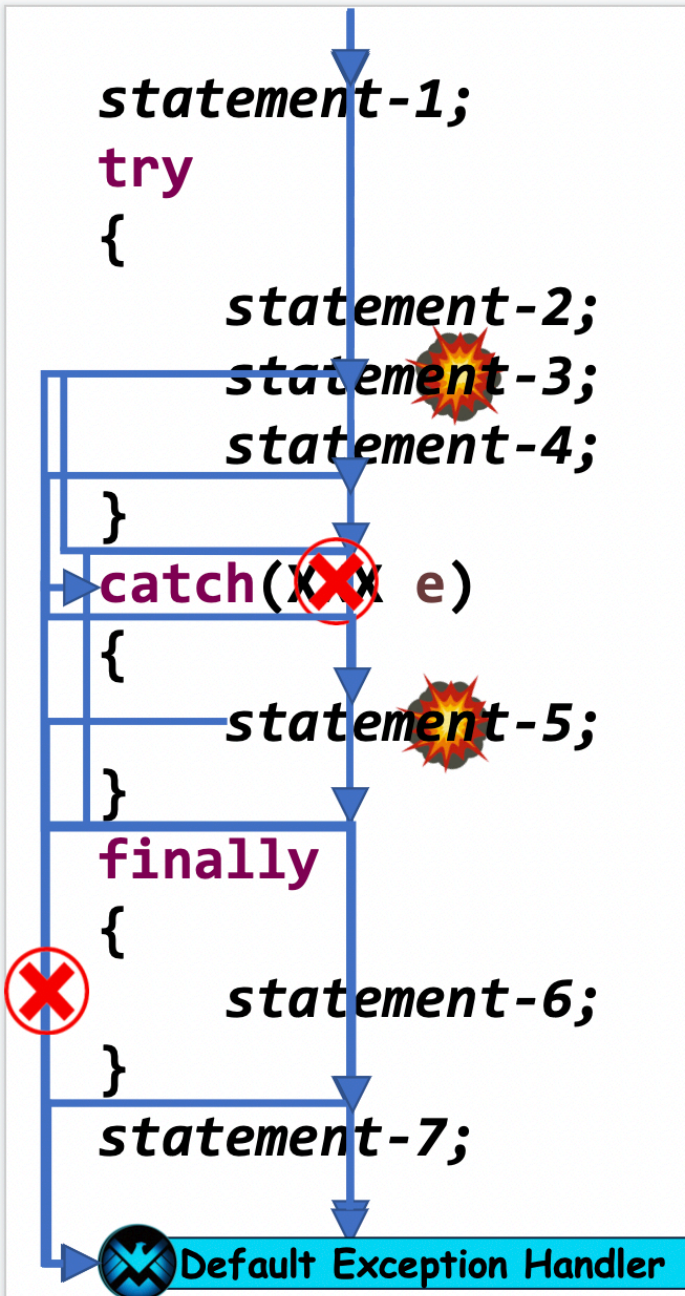 statement-1;
try
{
statement-2;
statement-3;
statement-4;
}
catch( e)
{
statement-5;
}
finally
{
statement-6;
}
statement-7;
Default Exception Handler